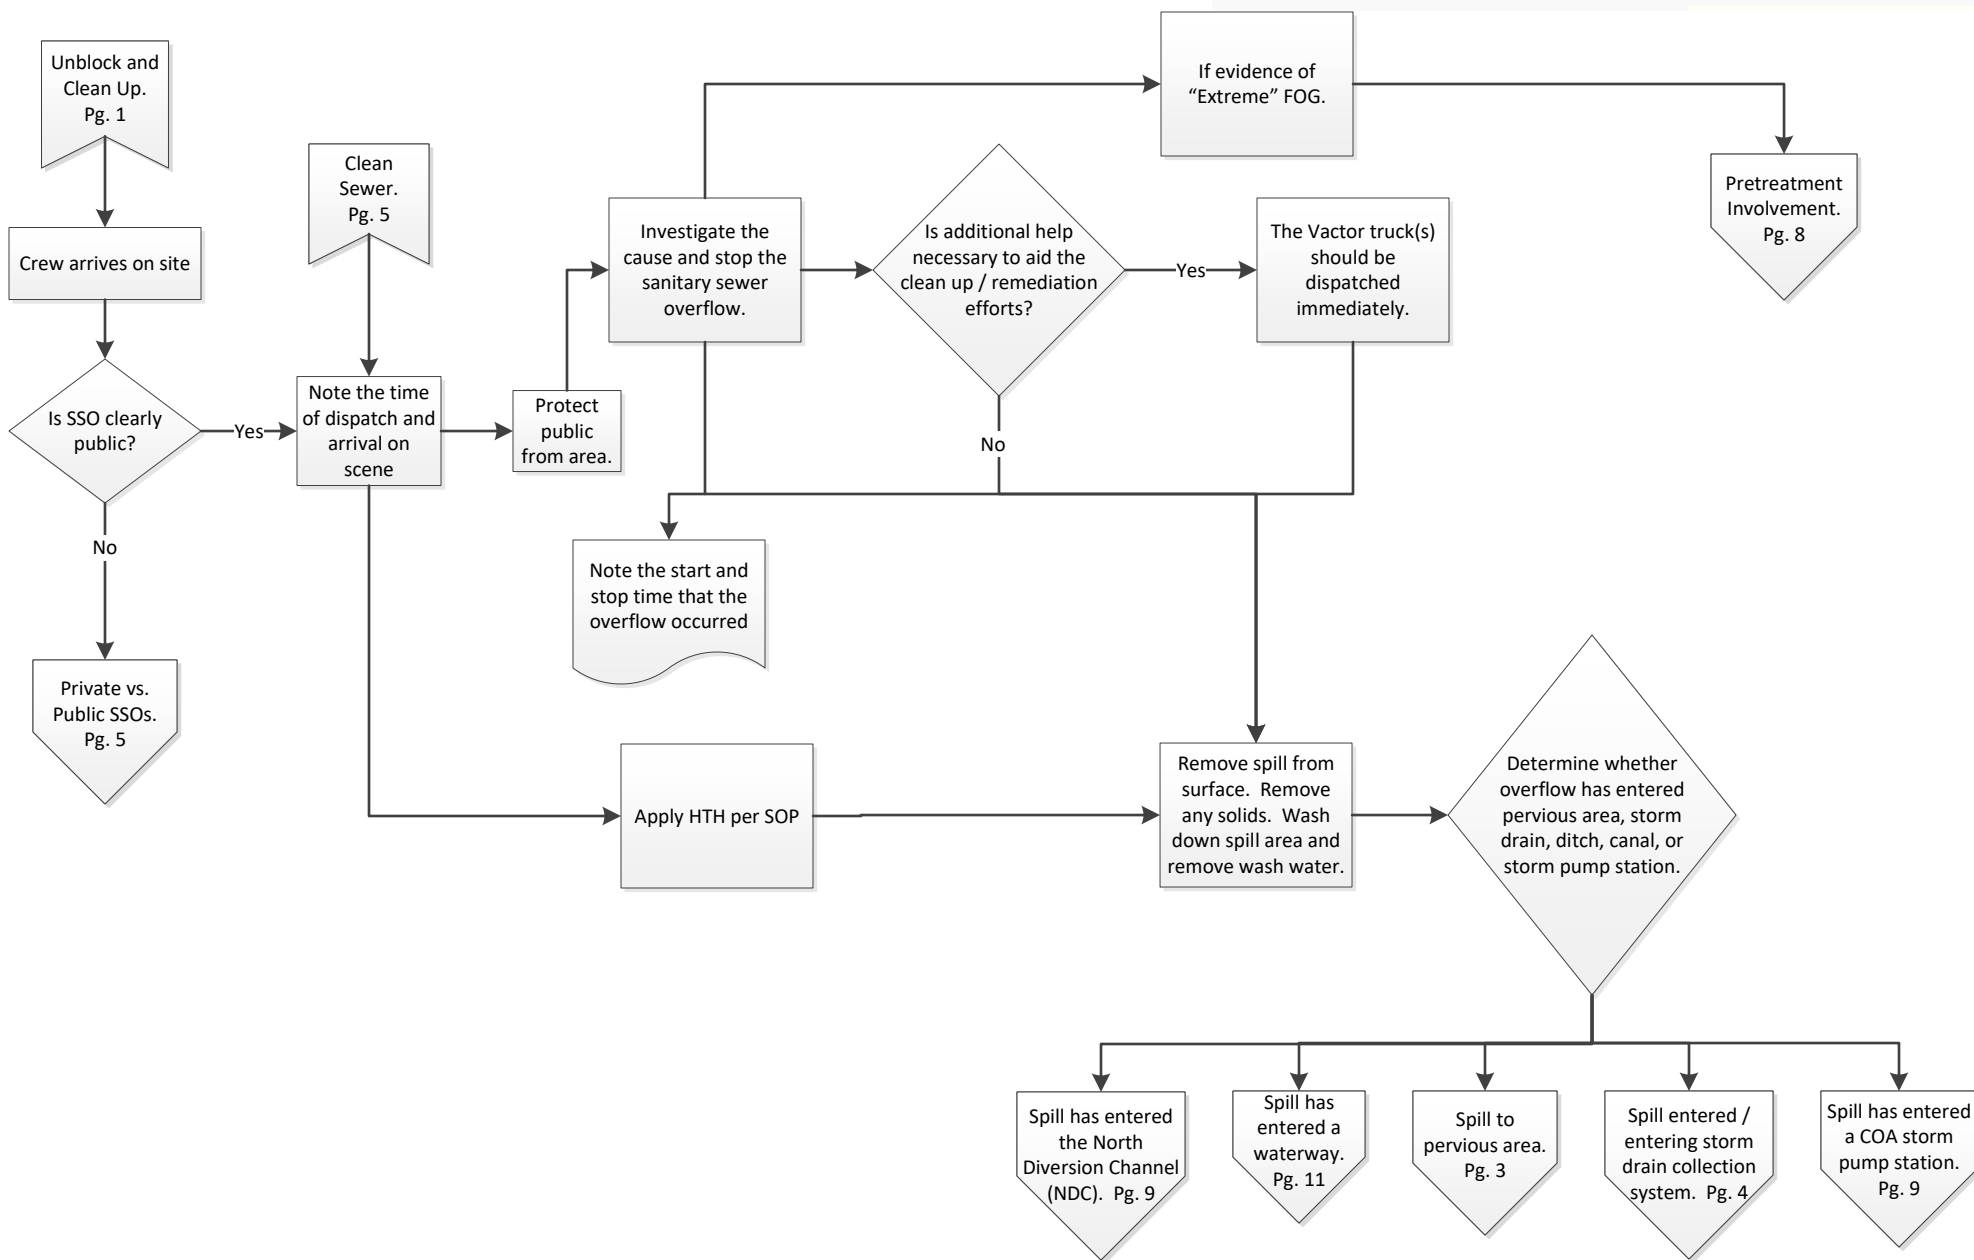 Unblock and
Clean Up.
Pg. 1
Crew arrives on site
Is SSO clearly
public?
Yes
No
Private vs.
Public SSOs.
Pg. 5
Clean
Sewer.
Pg. 5
Note the time
of dispatch and
arrival on
scene
Protect
public
from area.
Investigate the
cause and stop the
sanitary sewer
overflow.
If evidence of
“Extreme” FOG.
Pretreatment
Involvement.
Pg. 8
Is additional help
necessary to aid the
clean up / remediation
efforts?
Yes
No
The Vactor truck(s)
should be
dispatched
immediately.
Note the start and
stop time that the
overflow occurred
Apply HTH per SOP
Remove spill from
surface.  Remove
any solids.  Wash
down spill area and
remove wash water.
Determine whether
overflow has entered
pervious area, storm
drain, ditch, canal, or
storm pump station.
Spill has entered
the North
Diversion Channel
(NDC).  Pg. 9
Spill has
entered a
waterway.
Pg. 11
Spill to
pervious area.
Pg. 3
Spill entered /
entering storm
drain collection
system.  Pg. 4
Spill has entered
a COA storm
pump station.
Pg. 9